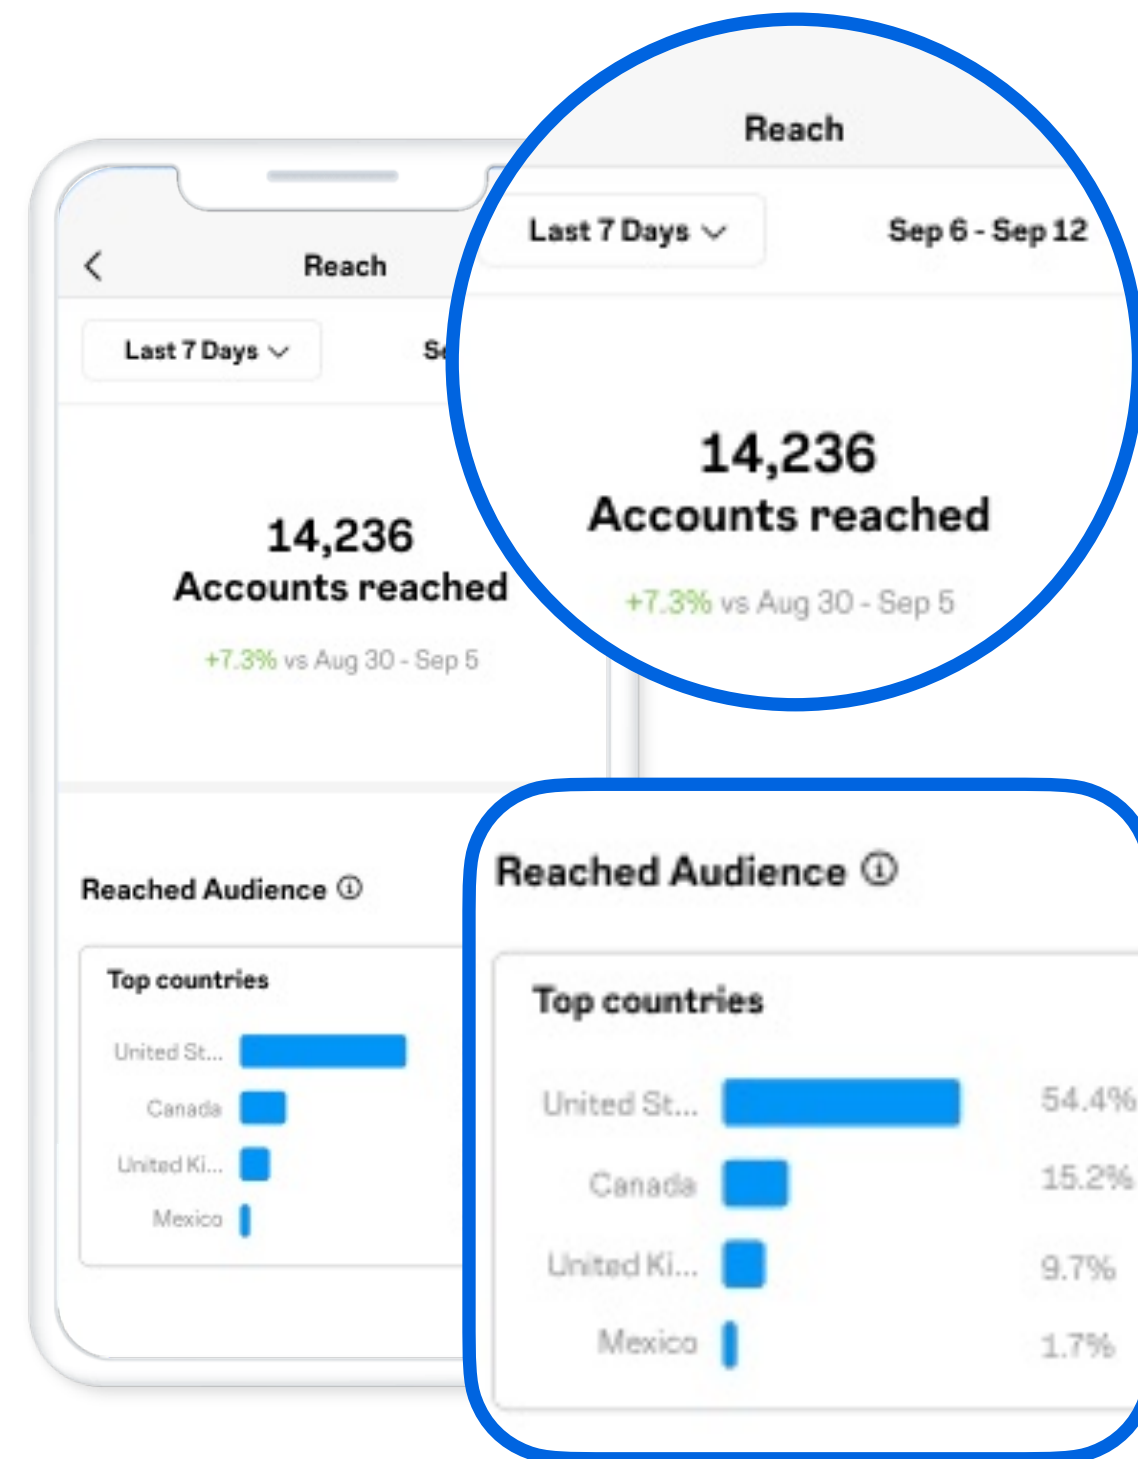 Reach
Last 7 Days
Se
14,236
Accounts reached
+7.3% vs Aug 30 - Sep 5
Reached Audience
Top countries
United St...
Canada
United Ki...
Mexico
Reach
Last 7 Days Sep 6 - Sep 12
14,236
Accounts reached
+7.3% vs Aug 30 - Sep 5
Reached Audience
Top countries
United St... 54.4%
Canada 15.2%
United Ki... 9.7%
Mexico 1.7%